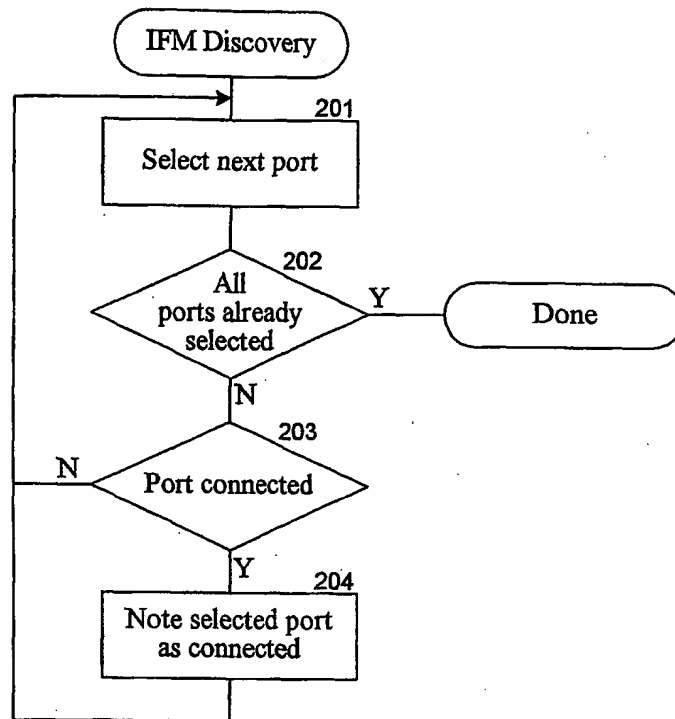 IFM Discovery
201
Select next port
202
All
ports already
selected
Y
Done
N
203
N
Port connected
Y
204
Note selected port
as connected